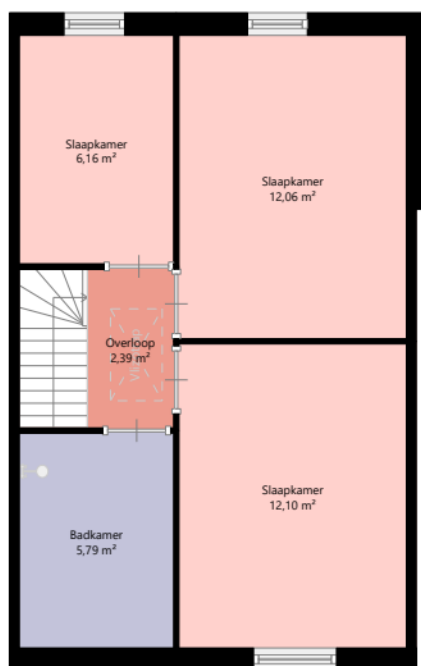 Slaapkamer
6,16 m²
Slaapkamer
12,06 m²
Overloop
2,39 m²
Slaapkamer
12,10 m²
Badkamer
5,79 m²